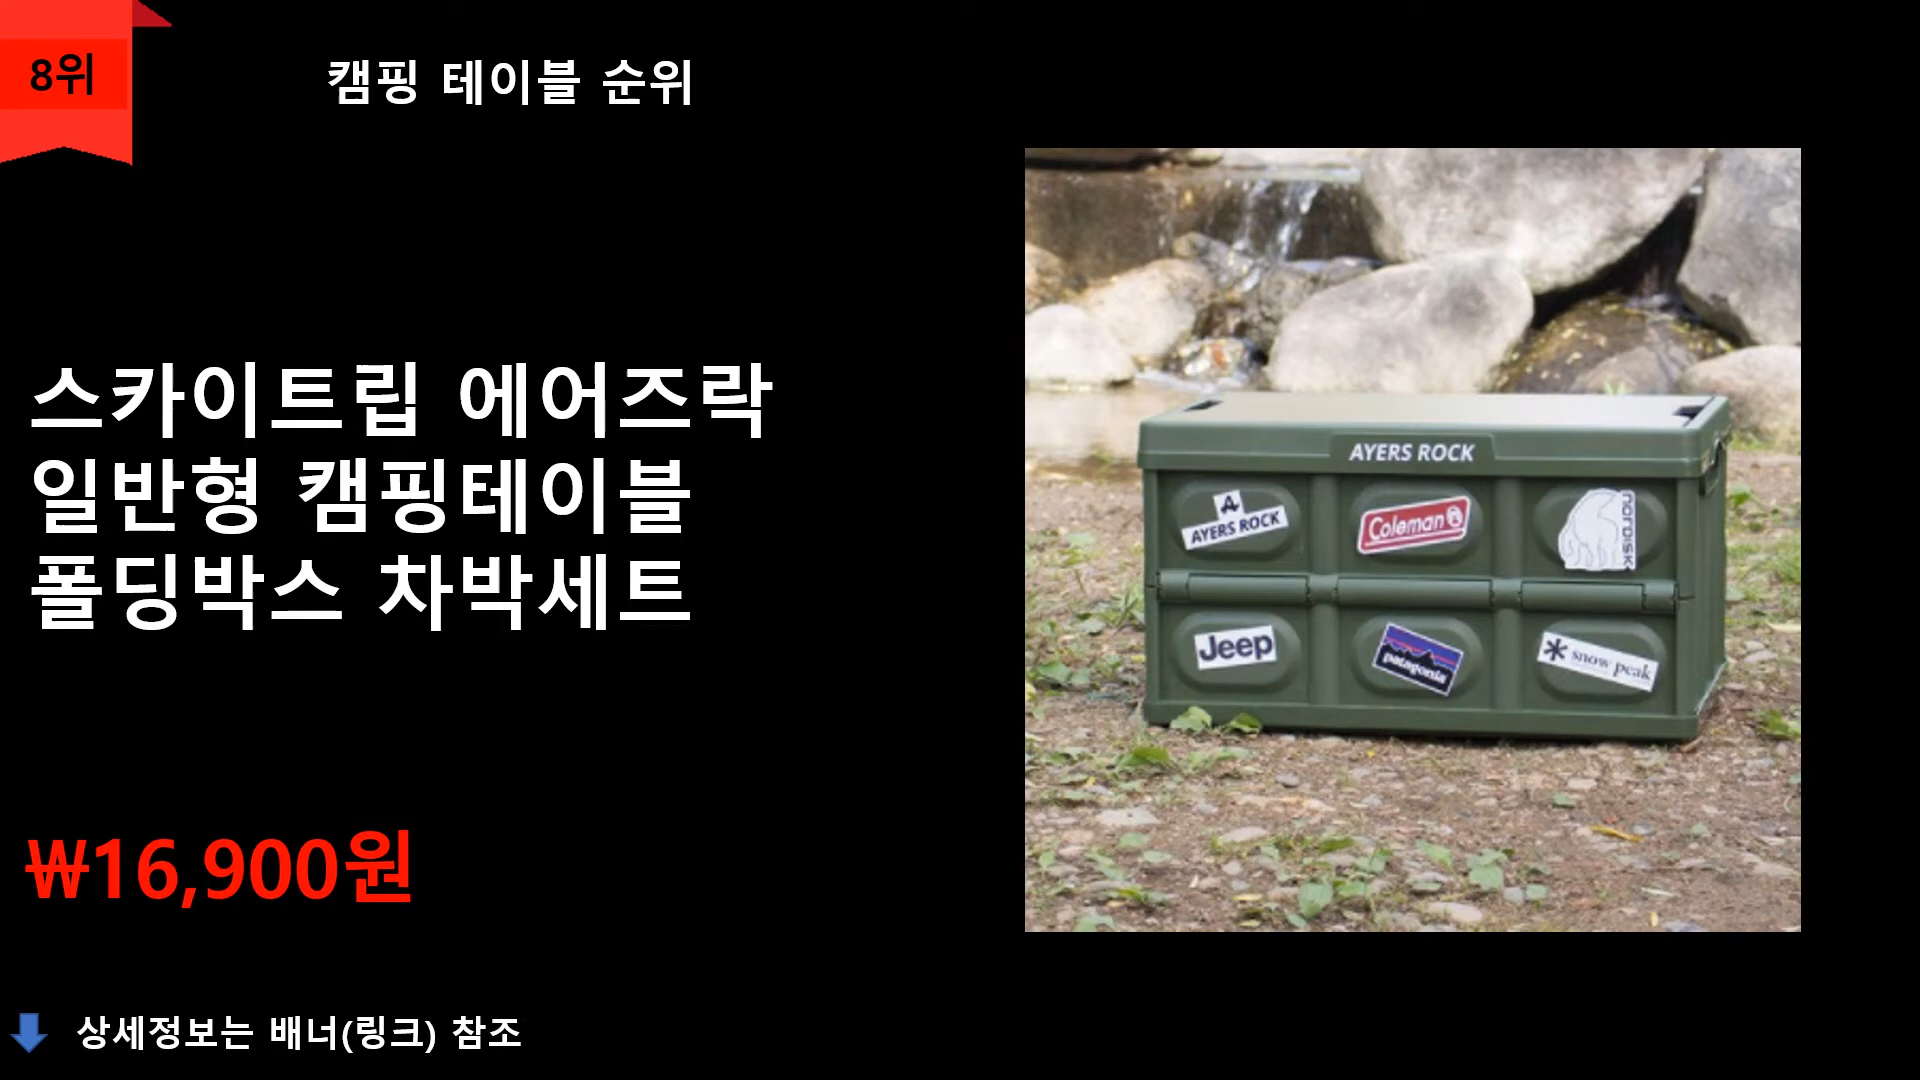 8위
캠핑 테이블 순위
스카이트립 에어즈락
일반형 캠핑테이블
폴딩박스 차박세트
₩16,900원
상세정보는 배너(링크) 참조
AYERS ROCK
A
AYERS ROCK
Coleman
NORDISK
Jeep
patagonia
snow peak